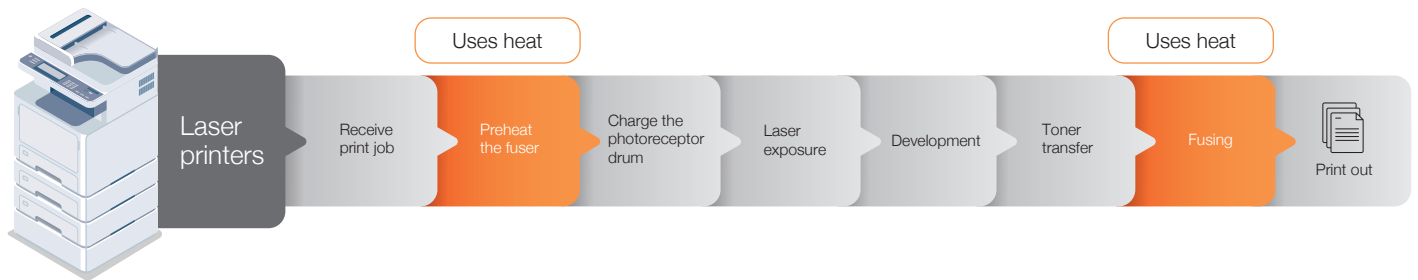 Uses heat
Uses heat
Laser
printers
Receive
print job
Preheat
the fuser
Charge the
photoreceptor
drum
Laser
exposure
Development
Toner
transfer
Fusing
Print out